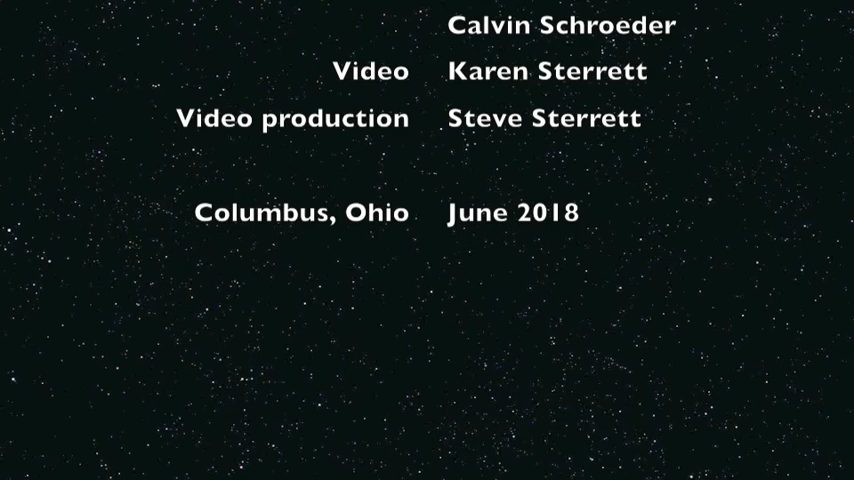 Calvin Schroeder
Video Karen Sterrett
Video production Steve Sterrett
Columbus, Ohio June 2018